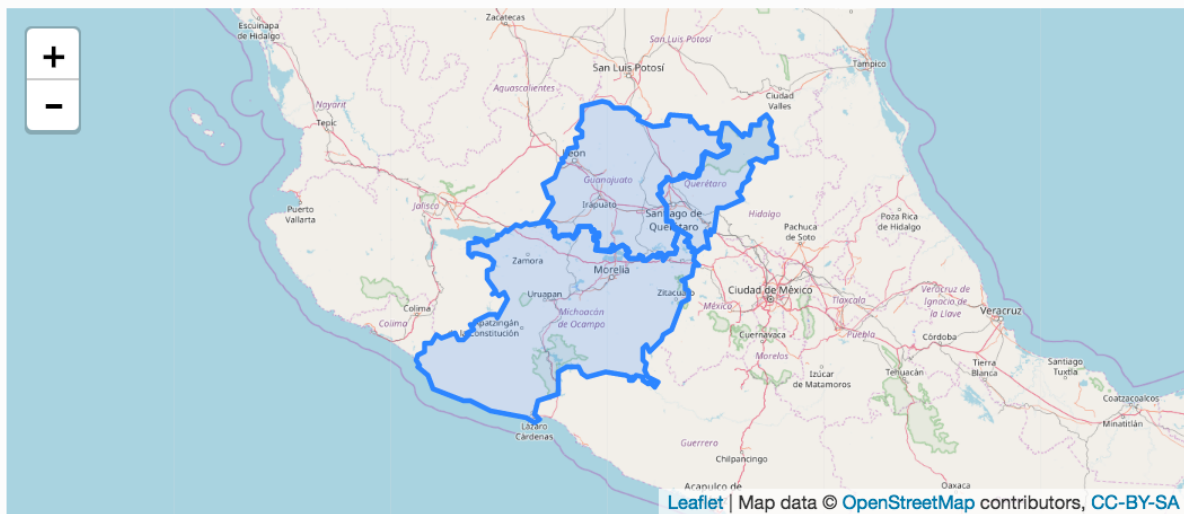 +
-
Escuinapa
de Hidalgo
Zacatecas
San Luis Potosí
San Luis Potosí
Tampico
Aguascalientes
Ciudad
Valles
Nayarit
Tepic
León
Guanajuato
Querétaro
Puerto
Vallarta
Jalisco
Irapuato
Santiago de
Querétaro
Hidalgo
Poza Rica
de Hidalgo
Pachuca
de Soto
Zamora
Morelia
Uruapan
Zitácuaro
Ciudad de México
México
Tlaxcala
Veracruz de
Ignacio de
la Llave
Veracruz
Colima
Colima
Michoacán
de Ocampo
Cuernavaca
Puebla
Morelos
Córdoba
Izúcar
de Matamoros
Tehuacán
Tierra
Blanca
Santiago
Tuxtla
Coatzacoalcos
Minatitlán
Lázaro
Cárdenas
Guerrero
Chilpancingo
Acapulco de
Oaxaca
Leaflet | Map data © OpenStreetMap contributors, CC-BY-SA